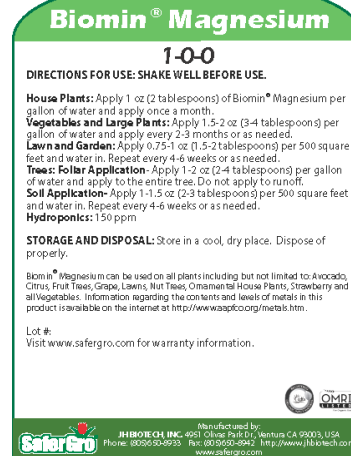 Biomin® Magnesium
1-0-0
DIRECTIONS FOR USE: SHAKE WELL BEFORE USE.
House Plants: Apply 1 oz (2 tablespoons) of Biomin® Magnesium per
gallon of water and apply once a month.
Vegetables and Large Plants: Apply 1.5-2 oz (3-4 tablespoons) per
gallon of water and apply every 2-3 months or as needed.
Lawn and Garden: Apply 0.75-1 oz (1.5-2 tablespoons) per 500 square
feet and water in. Repeat every 4-6 weeks or as needed.
Trees: Foliar Application- Apply 1-2 oz (2-4 tablespoons) per gallon
of water and apply to the entire tree. Do not apply to runoff.
Soil Application- Apply 1-1.5 oz (2-3 tablespoons) per 500 square feet
and water in. Repeat every 4-6 weeks or as needed.
Hydroponics: 150 ppm
STORAGE AND DISPOSAL: Store in a cool, dry place. Dispose of
properly.
Biomin® Magnesium can be used on all plants including but not limited to: Avocado,
Citrus, Fruit Trees, Grape, Lawns, Nut Trees, Ornamental House Plants, Strawberry and
all Vegetables. Information regarding the contents and levels of metals in this
product is available on the internet at http://www.aapfco.org/metals.htm.
Lot #:
Visit www.safergro.com for warranty information.
OMRI
LISTED
SaferGro
Manufactured by:
JH BIOTECH, INC. 4951 Olivas Park Dr., Ventura CA 93003, USA
Phone: (805)650-8933 Fax: (805)650-8942 http://www.jhbiotech.com
www.safergro.com